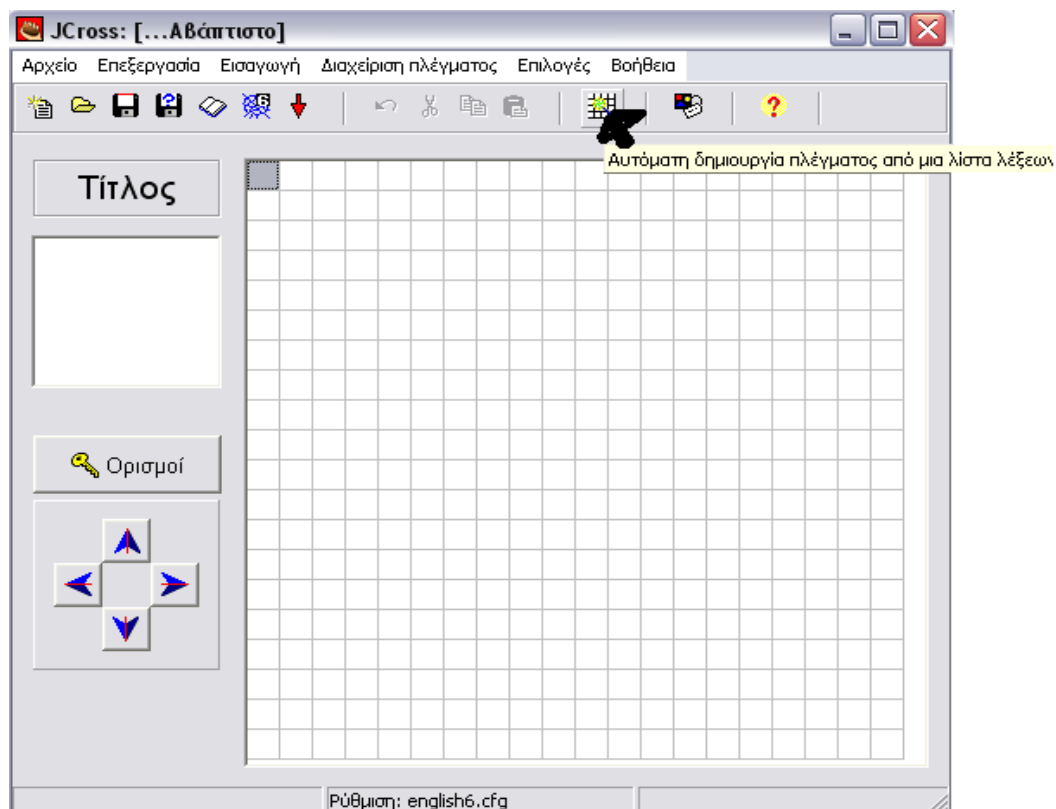 JCross: [...Αβάπτιστο]
Αρχείο Επεξεργασία Εισαγωγή Διαχείριση πλέγματος Επιλογές Βοήθεια
Αυτόματη δημιουργία πλέγματος από μια λίστα λέξεων
Τίτλος
Ορισμοί
Ρύθμιση: english6.cfg